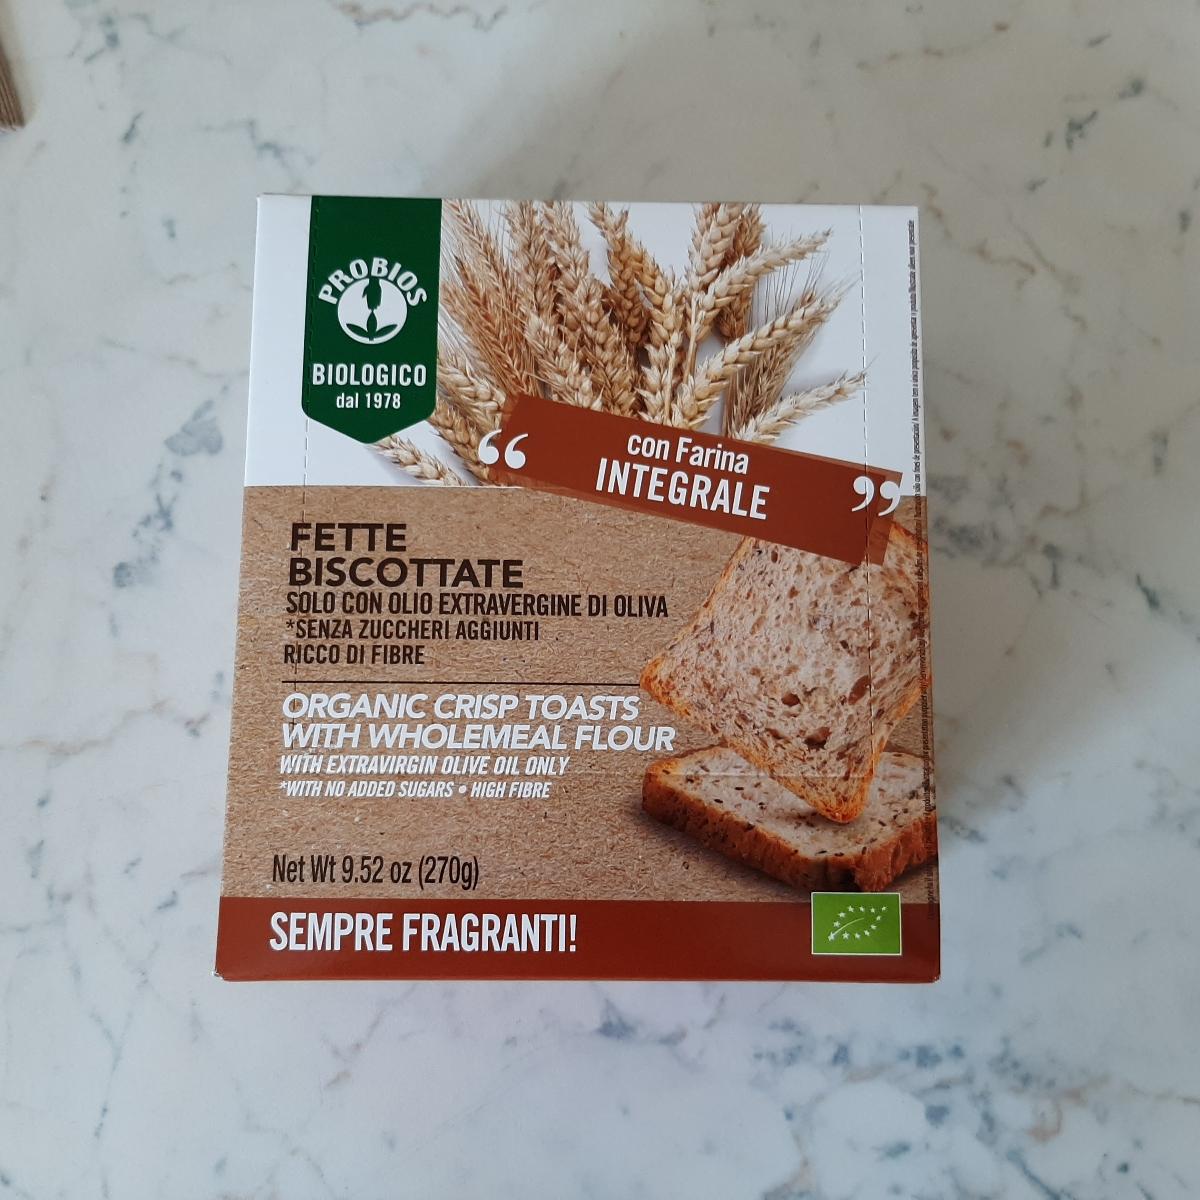 PROBIOS
BIOLOGICO
dal 1978
“ con Farina
INTEGRALE ”
FETTE
BISCOTTATE
SOLO CON OLIO EXTRAVERGINE DI OLIVA
*SENZA ZUCCHERI AGGIUNTI
RICCO DI FIBRE
ORGANIC CRISP TOASTS
WITH WHOLEMEAL FLOUR
WITH EXTRAVIRGIN OLIVE OIL ONLY
*WITH NO ADDED SUGARS • HIGH FIBRE
Net Wt 9.52 oz (270g)
SEMPRE FRAGRANTI!